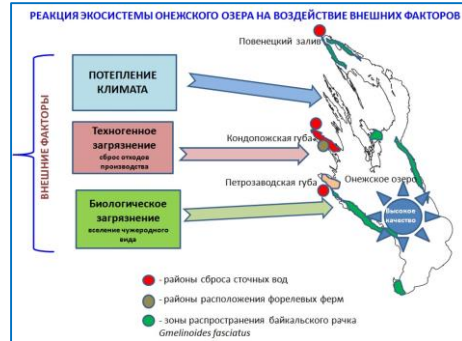 РЕАКЦИЯ ЭКОСИСТЕМЫ ОНЕЖСКОГО ОЗЕРА НА ВОЗДЕЙСТВИЕ ВНЕШНИХ ФАКТОРОВ
Повенецкий залив
ВНЕШНИЕ ФАКТОРЫ
ПОТЕПЛЕНИЕ
КЛИМАТА
Техногенное
загрязнение
сброс отходов
производства
Кондопожская губа
Онежское озеро
Петрозаводская губа
Биологическое
загрязнение
вселение чужеродного
вида
Высокое
качество
- районы сброса сточных вод
- районы расположения форелевых ферм
- зоны распространения байкальского рачка
Gmelinoides fasciatus